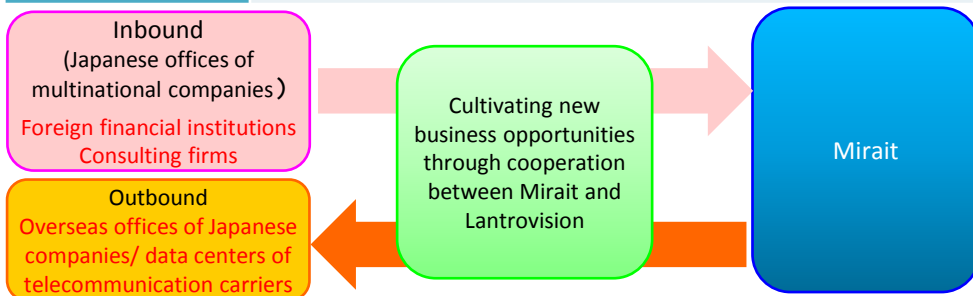 Inbound
(Japanese offices of
multinational companies）
Foreign financial institutions
Consulting firms
Outbound
Overseas offices of Japanese
companies/ data centers of
telecommunication carriers
Cultivating new
business opportunities
through cooperation
between Mirait and
Lantrovision
Mirait